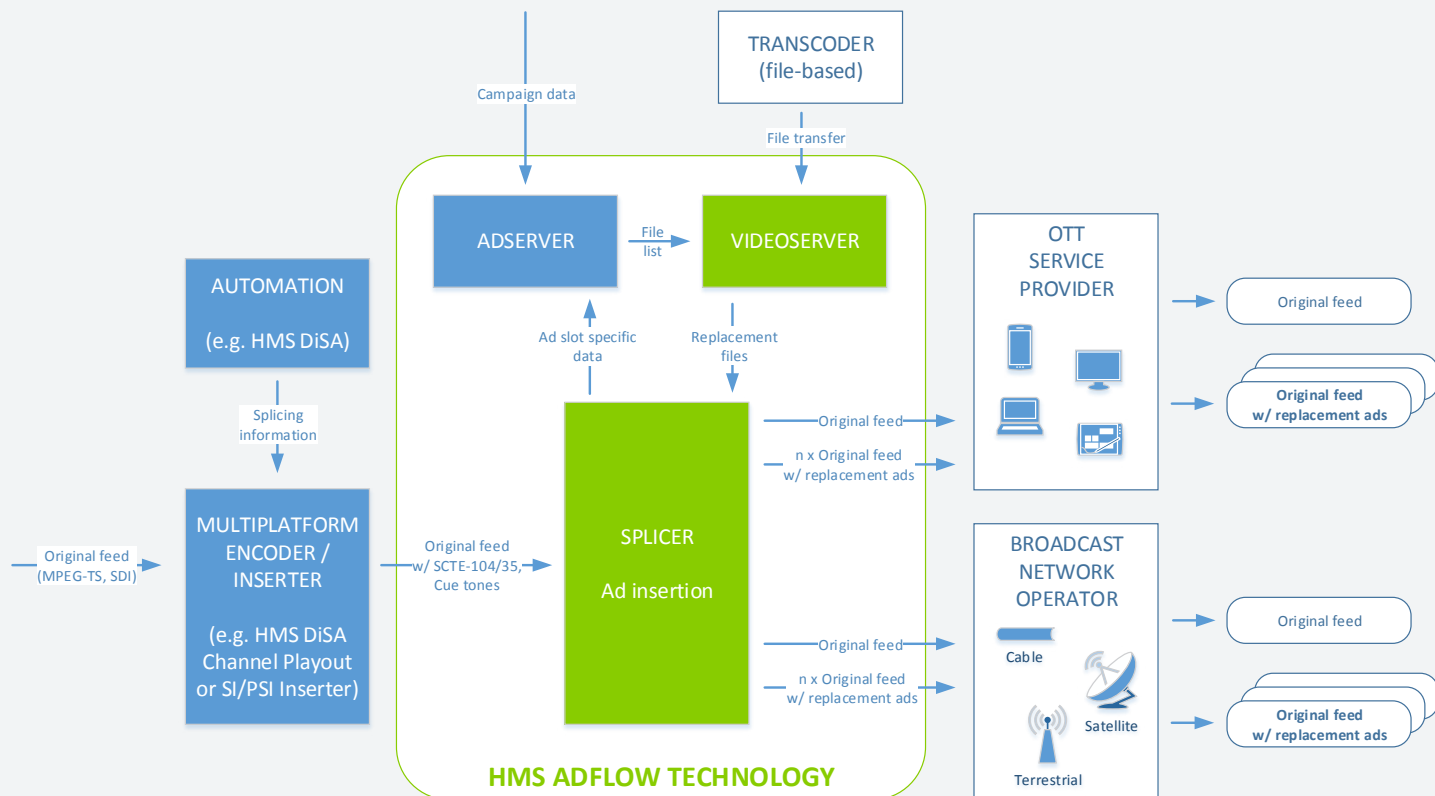 TRANSCODER
(file-based)
Campaign data
File transfer
ADSERVER
File
list
VIDEOSERVER
OTT
SERVICE
PROVIDER
AUTOMATION
(e.g. HMS DiSA)
Original feed
Ad slot specific
data
Replacement
files
Original feed
w/ replacement ads
Splicing
information
Original feed
n x Original feed
w/ replacement ads
MULTIPLATFORM
ENCODER /
INSERTER
(e.g. HMS DiSA
Channel Playout
or SI/PSI Inserter)
Original feed
(MPEG-TS, SDI)
Original feed
w/ SCTE-104/35,
Cue tones
SPLICER
Ad insertion
BROADCAST
NETWORK
OPERATOR
Original feed
Original feed
n x Original feed
w/ replacement ads
Cable
Satellite
Terrestrial
Original feed
w/ replacement ads
HMS ADFLOW TECHNOLOGY